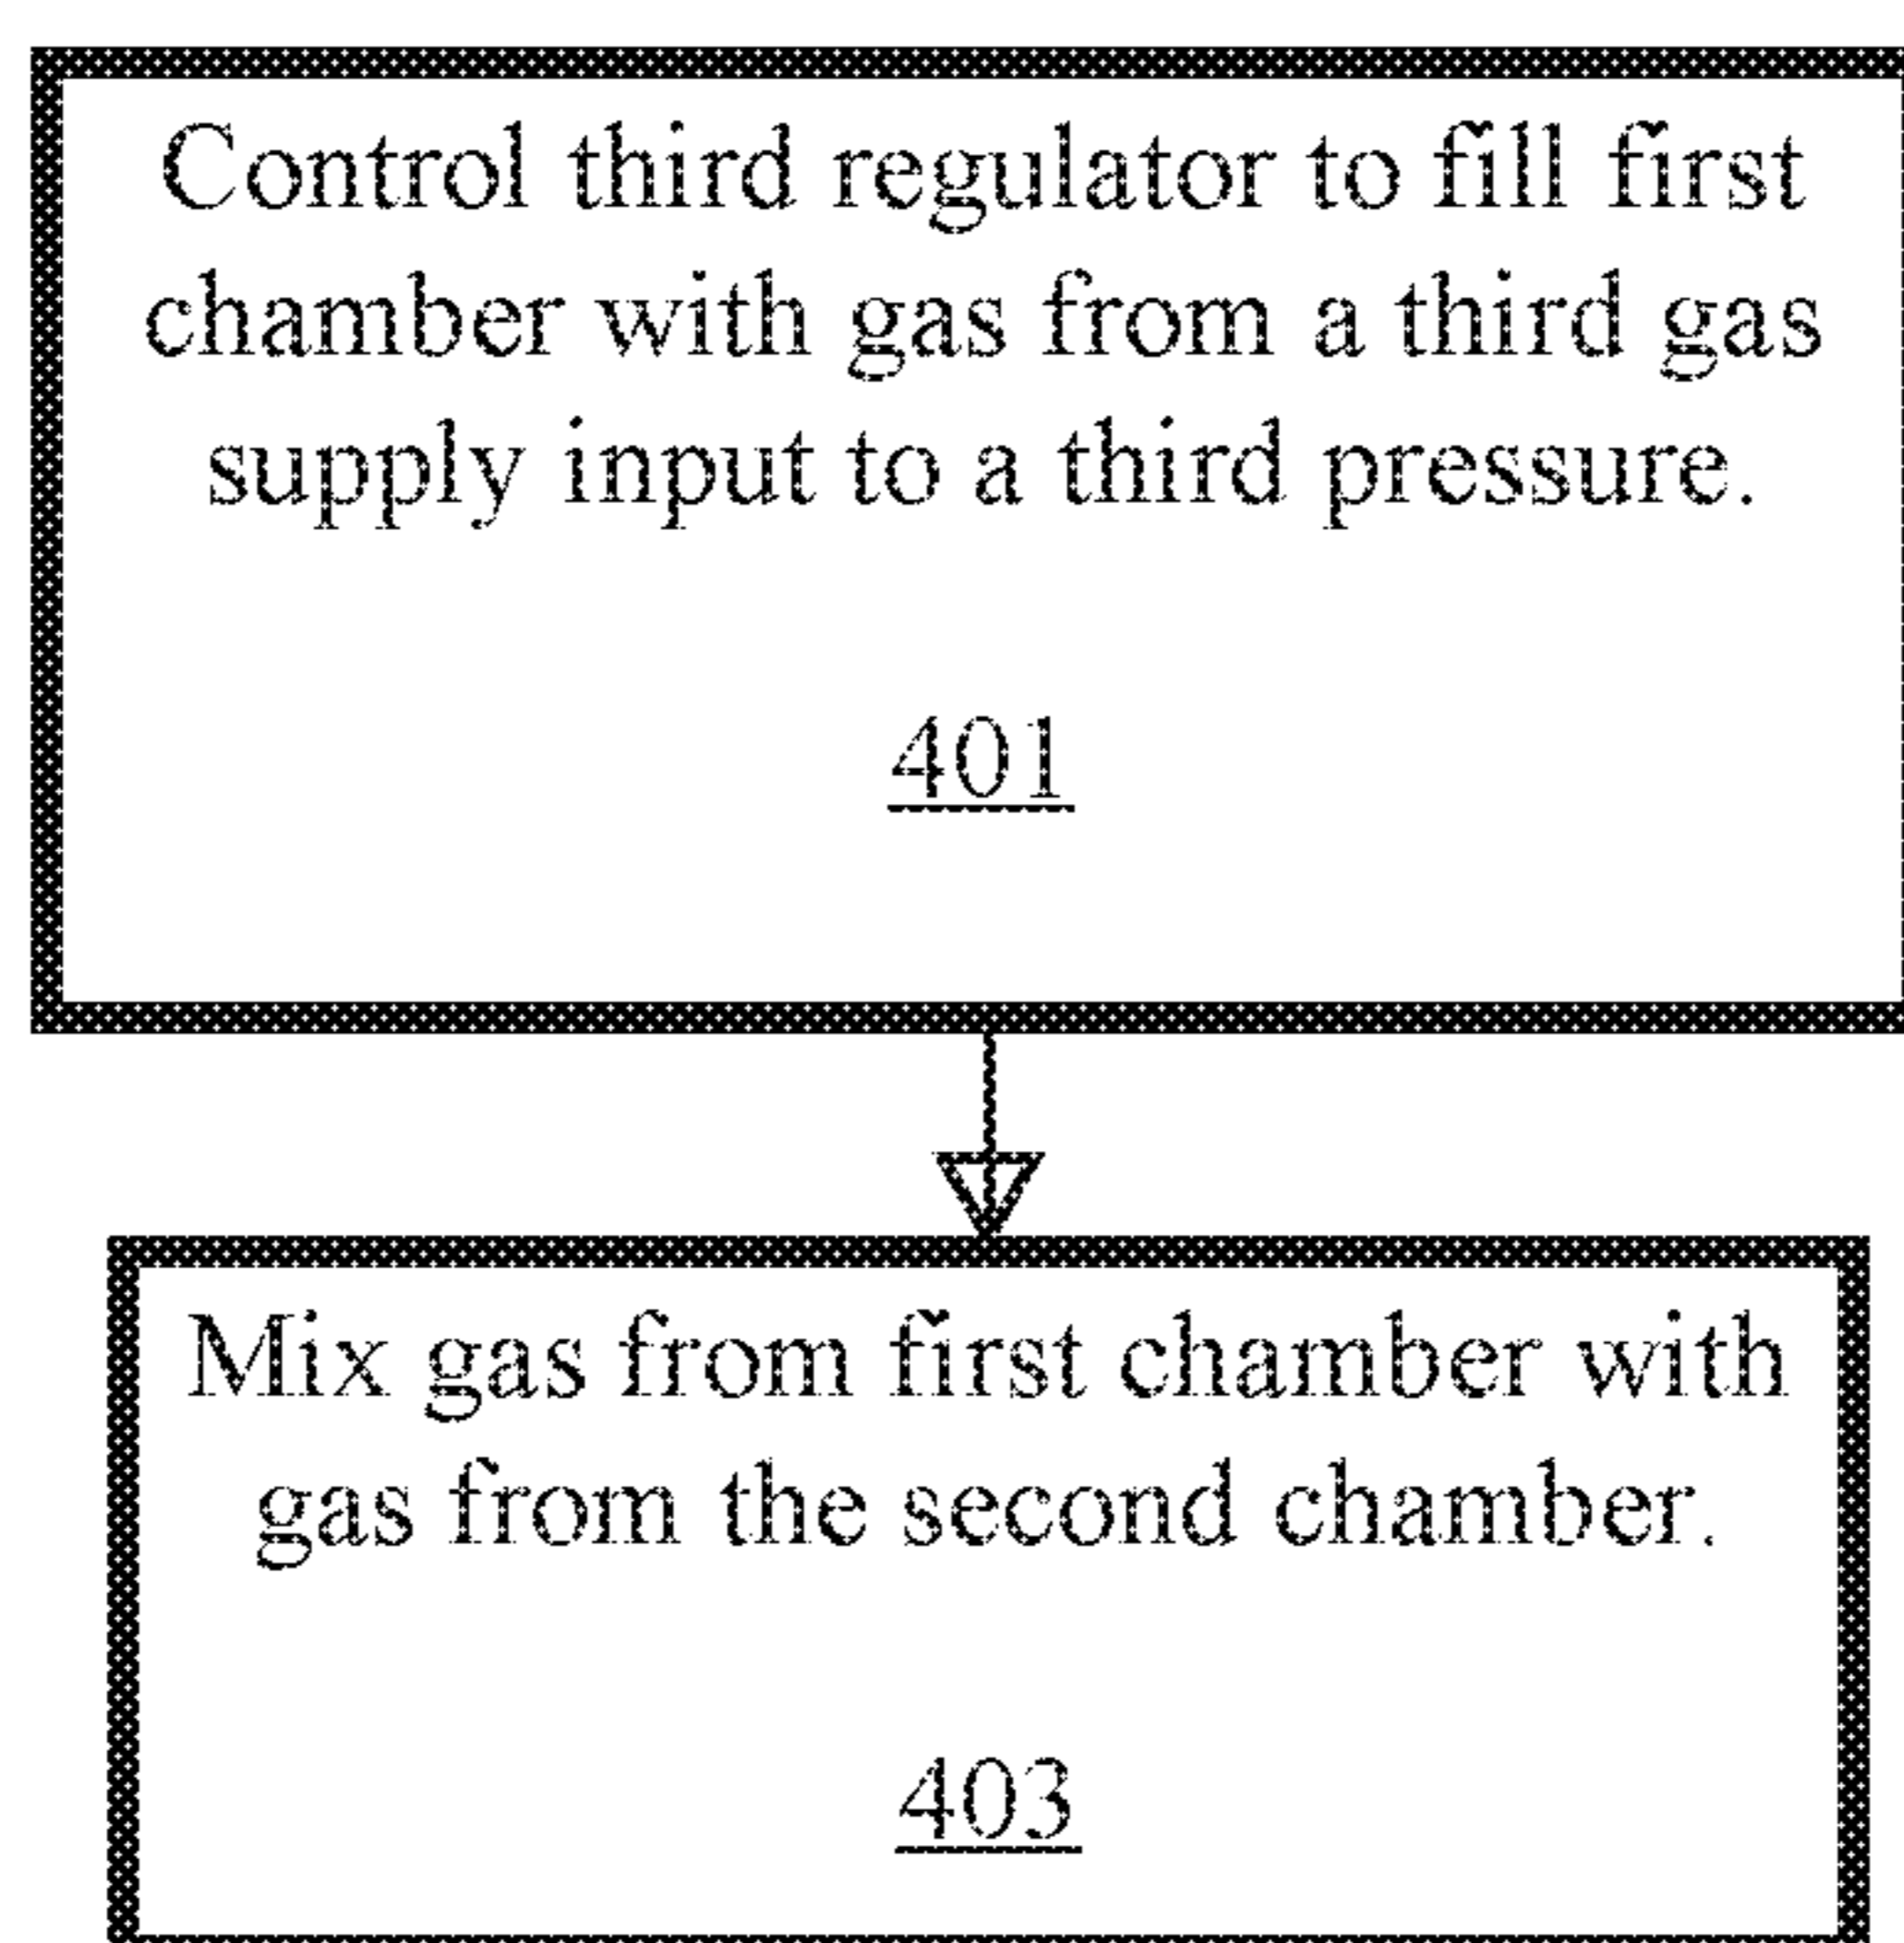 Control third regulator to fill first
chamber with gas from a third gas
supply input to a third pressure.
401
Mix gas from first chamber with
gas from the second chamber.
403